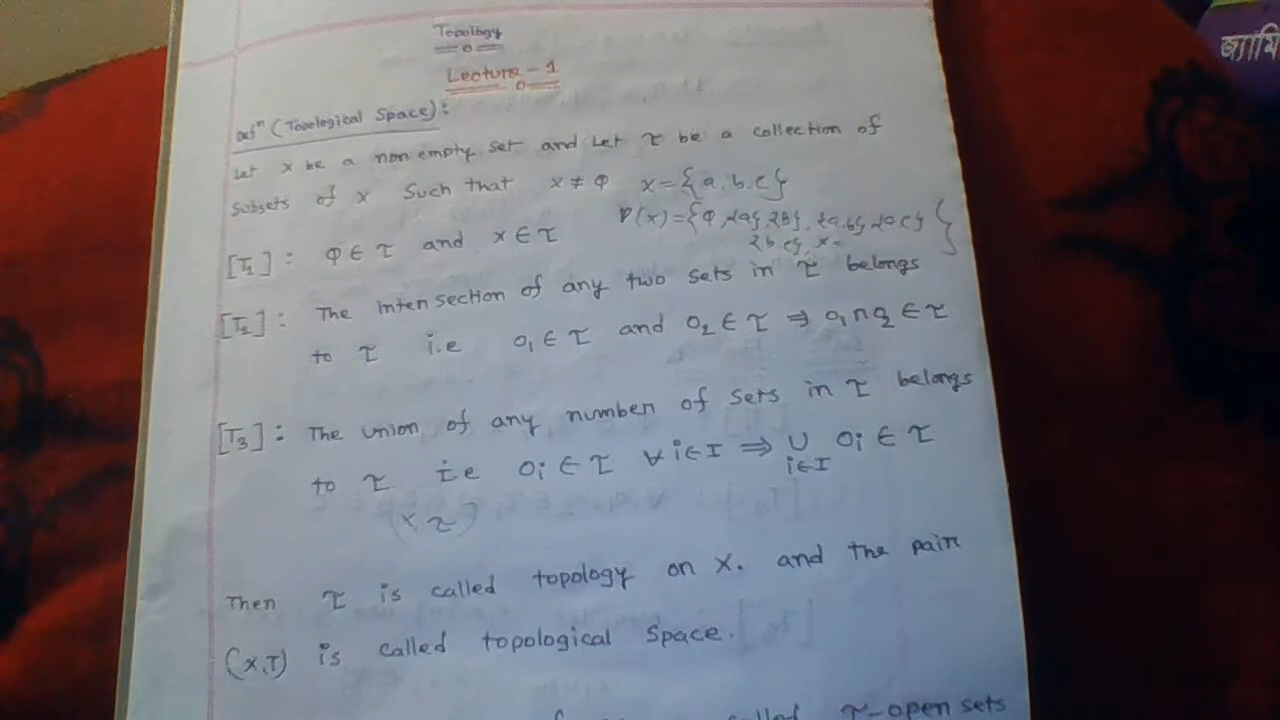 Topology
Lecture - 1
Defⁿ (Topological Space):
Let X be a non empty set and Let τ be a collection of
subsets of X Such that X ≠ φ X = {a, b, c}
P(X) = {φ, {a}, {b}, {a,b}, {a c}
{b c}, X }
[T₁] : φ ∈ τ and X ∈ τ
[T₂] : The intersection of any two sets in τ belongs
to τ i.e O₁ ∈ τ and O₂ ∈ τ ⇒ O₁ ∩ O₂ ∈ τ
[T₃] : The union of any number of sets in τ belongs
to τ i.e Oi ∈ τ ∀ i ∈ I ⇒ ∪ Oi ∈ τ
i ∈ I
(X, τ)
Then τ is called topology on X. and the pair
(X, T) is called topological space.
called τ-open sets
জ্যামি